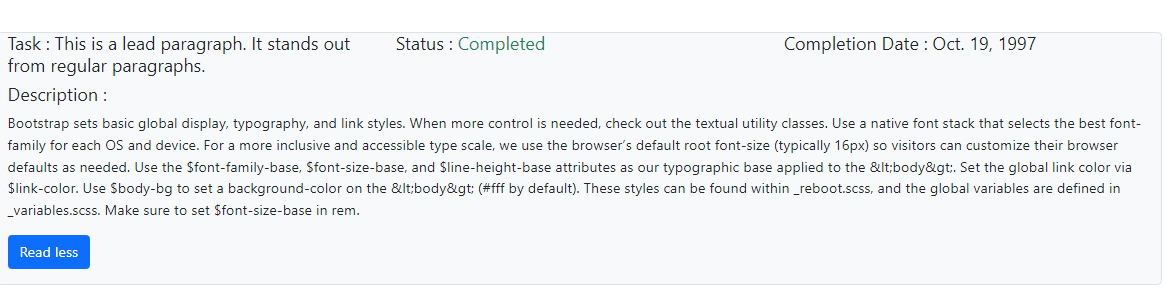 Task : This is a lead paragraph. It stands out
from regular paragraphs.
Status : Completed
Completion Date : Oct. 19, 1997
Description :
Bootstrap sets basic global display, typography, and link styles. When more control is needed, check out the textual utility classes. Use a native font stack that selects the best font-
family for each OS and device. For a more inclusive and accessible type scale, we use the browser’s default root font-size (typically 16px) so visitors can customize their browser
defaults as needed. Use the $font-family-base, $font-size-base, and $line-height-base attributes as our typographic base applied to the &lt;body&gt;. Set the global link color via
$link-color. Use $body-bg to set a background-color on the &lt;body&gt; (#fff by default). These styles can be found within _reboot.scss, and the global variables are defined in
_variables.scss. Make sure to set $font-size-base in rem.
Read less